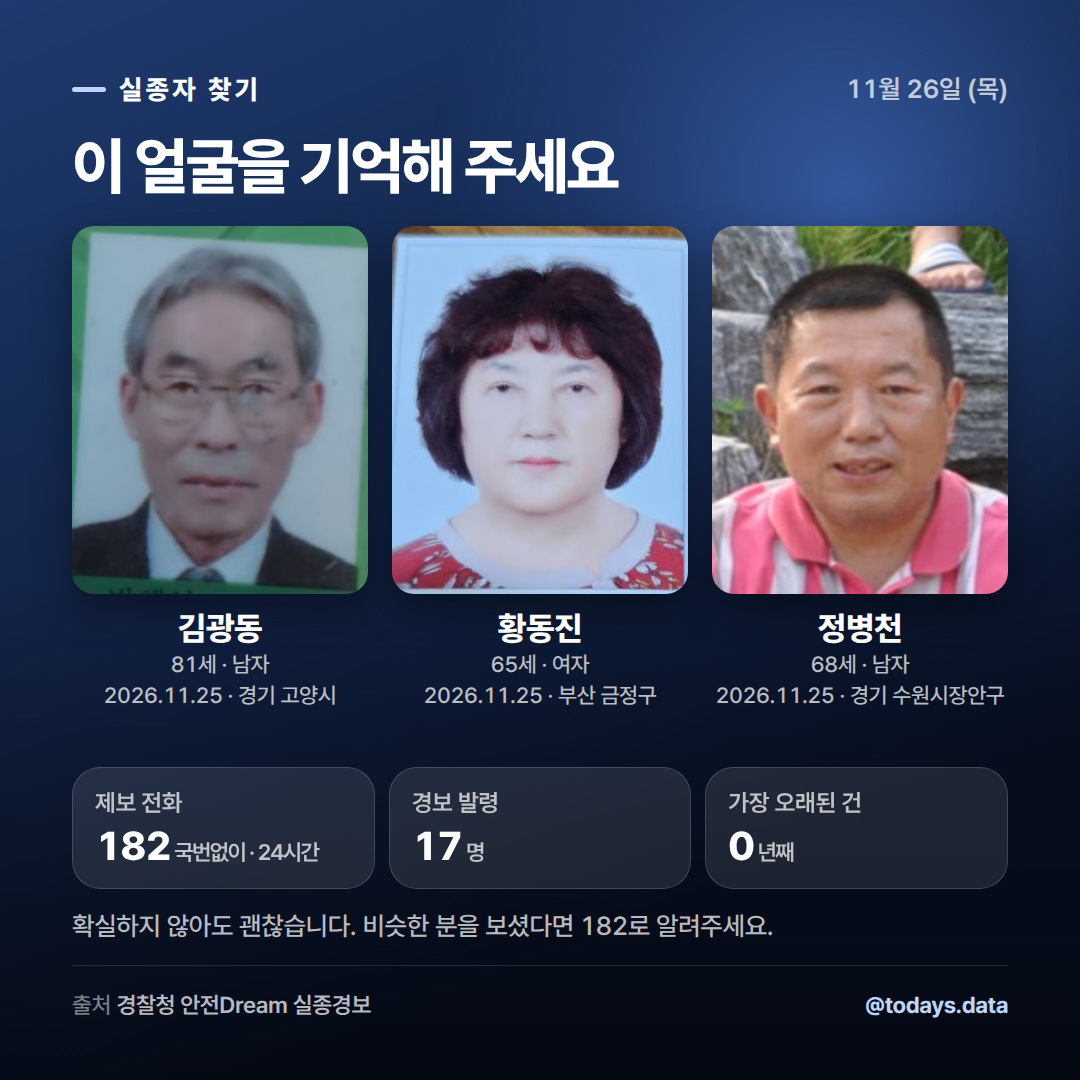 실종자 찾기
11월 26일 (목)
이 얼굴을 기억해 주세요
김광동
81세 · 남자
2026.11.25 · 경기 고양시
황동진
65세 · 여자
2026.11.25 · 부산 금정구
정병천
68세 · 남자
2026.11.25 · 경기 수원시장안구
제보 전화
182 국번없이 · 24시간
경보 발령
17 명
가장 오래된 건
0 년째
확실하지 않아도 괜찮습니다. 비슷한 분을 보셨다면 182로 알려주세요.
출처 경찰청 안전Dream 실종경보
@todays.data